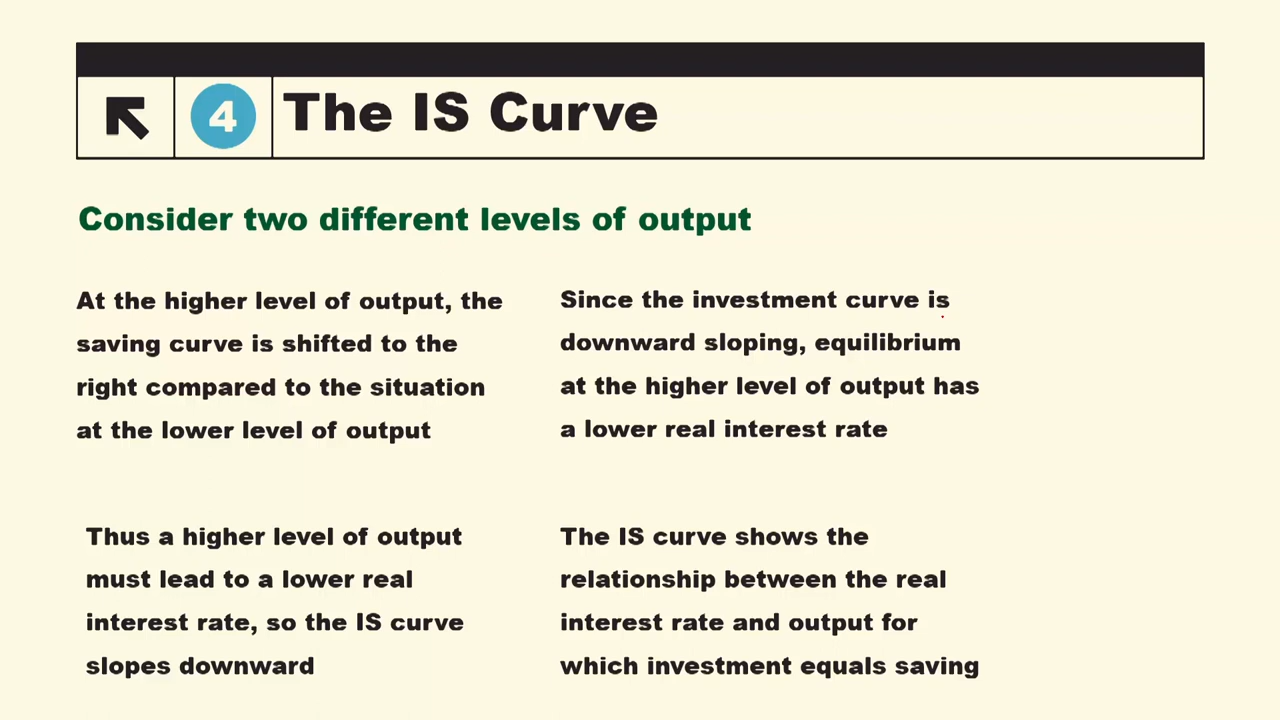 4 The IS Curve
Consider two different levels of output
At the higher level of output, the
saving curve is shifted to the
right compared to the situation
at the lower level of output
Since the investment curve is
downward sloping, equilibrium
at the higher level of output has
a lower real interest rate
Thus a higher level of output
must lead to a lower real
interest rate, so the IS curve
slopes downward
The IS curve shows the
relationship between the real
interest rate and output for
which investment equals saving